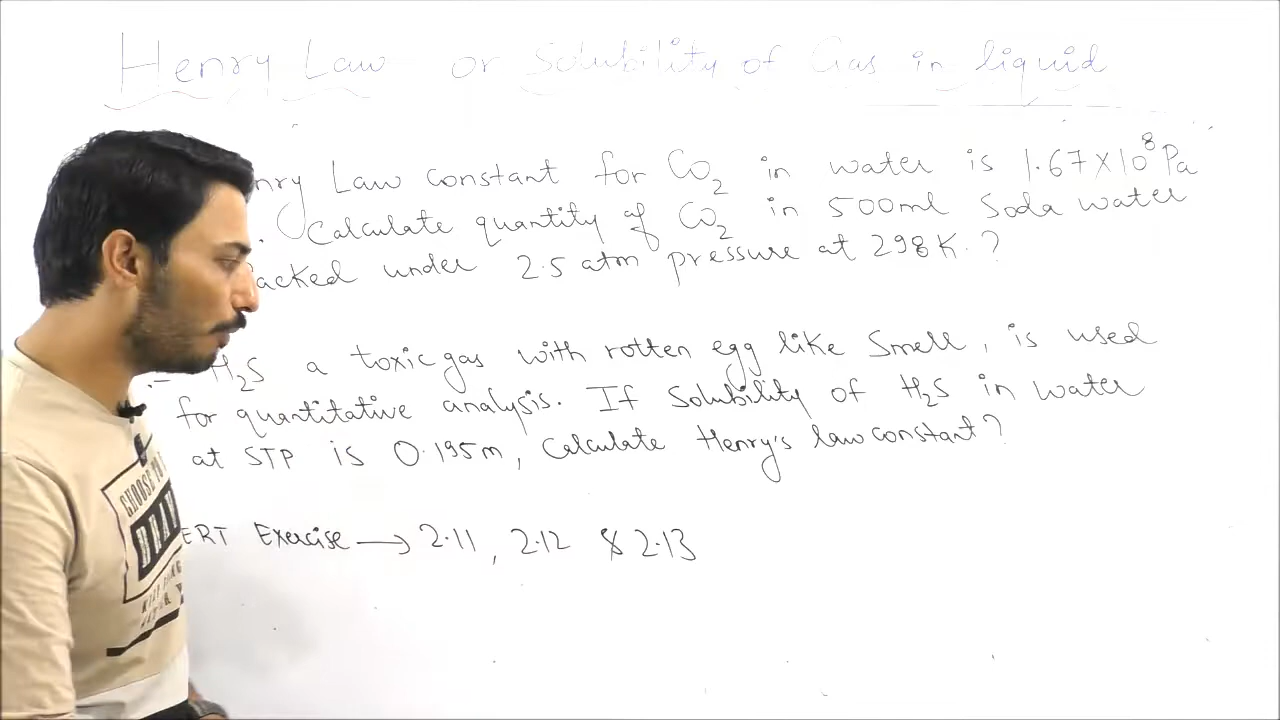 Henry Law or Solubility of Gas in liquid
nry Law constant for CO2 in water is 1.67X10^8 Pa
. Calculate quantity of CO2 in 500ml Soda water
acked under 2.5 atm pressure at 298K.?
.- H2S a toxic gas with rotten egg like Smell, is used
for quantitative analysis. If Solubility of H2S in water
at STP is 0.195m, Calculate Henry's law constant?
ERT Exercise → 2.11, 2.12 & 2.13
CHOOSE TO